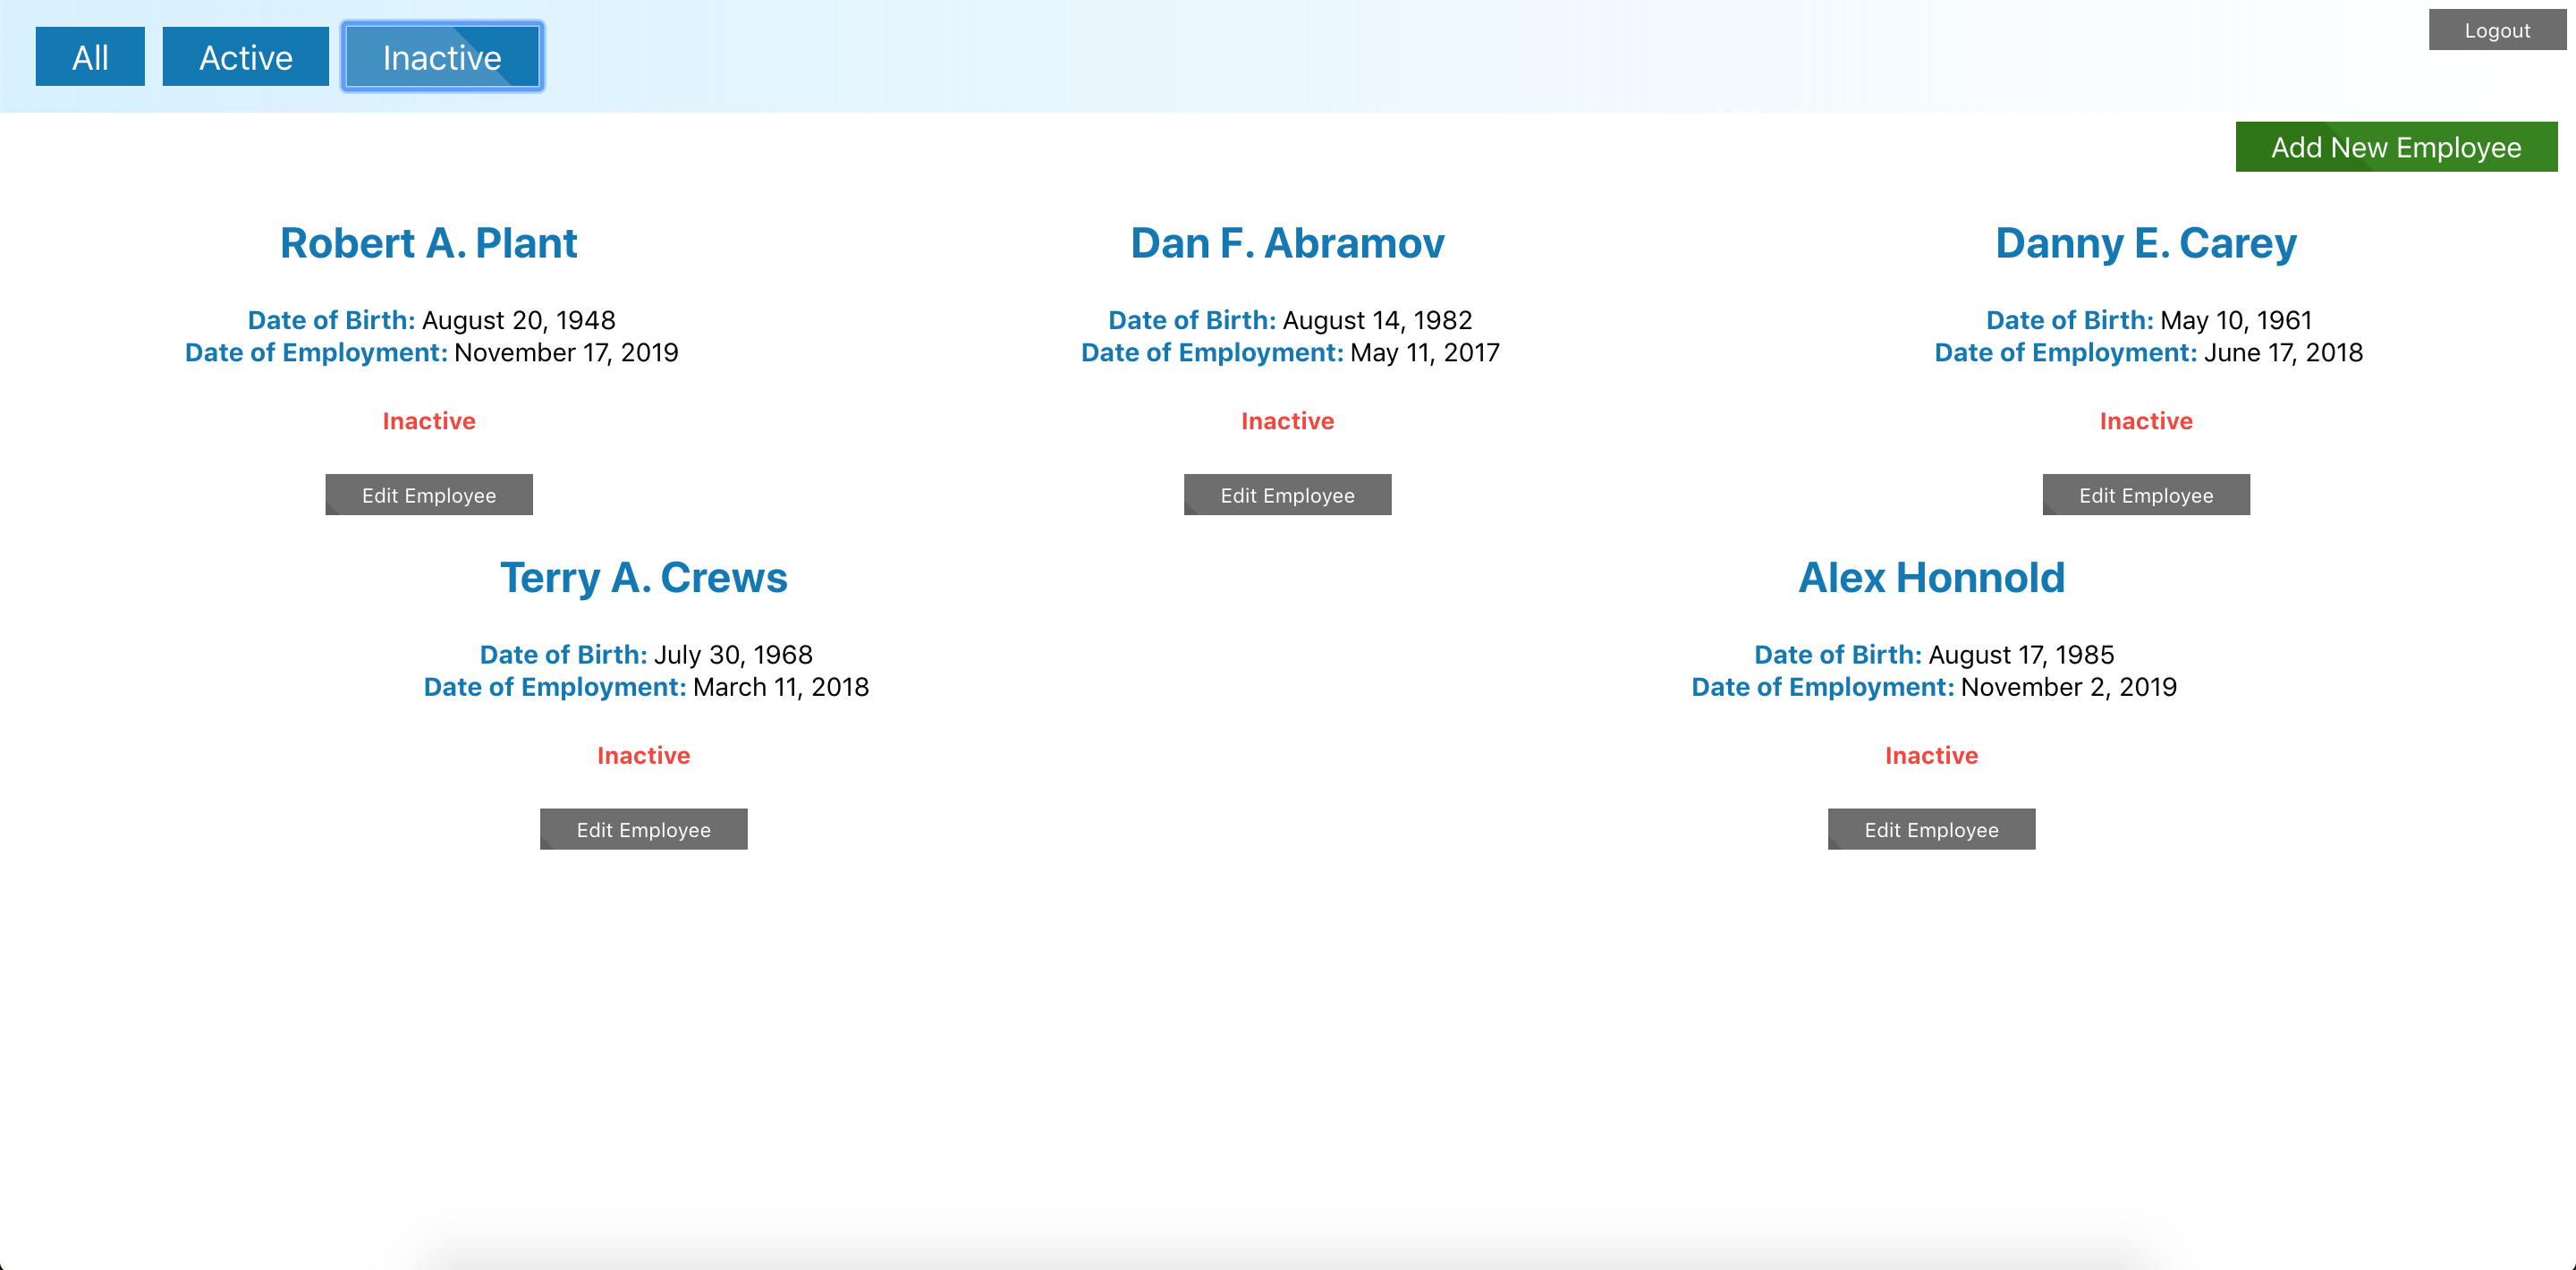 All
Active
Inactive
Logout
Add New Employee
Robert A. Plant
Date of Birth: August 20, 1948
Date of Employment: November 17, 2019
Inactive
Edit Employee
Dan F. Abramov
Date of Birth: August 14, 1982
Date of Employment: May 11, 2017
Inactive
Edit Employee
Danny E. Carey
Date of Birth: May 10, 1961
Date of Employment: June 17, 2018
Inactive
Edit Employee
Terry A. Crews
Date of Birth: July 30, 1968
Date of Employment: March 11, 2018
Inactive
Edit Employee
Alex Honnold
Date of Birth: August 17, 1985
Date of Employment: November 2, 2019
Inactive
Edit Employee